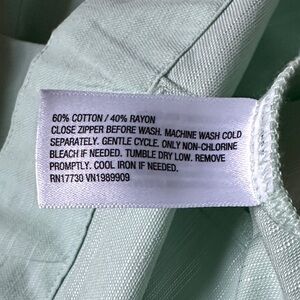 60% COTTON / 40% RAYON
CLOSE ZIPPER BEFORE WASH. MACHINE WASH COLD
SEPARATELY. GENTLE CYCLE. ONLY NON-CHLORINE
BLEACH IF NEEDED. TUMBLE DRY LOW. REMOVE
PROMPTLY. COOL IRON IF NEEDED.
RN17730 VN1989909